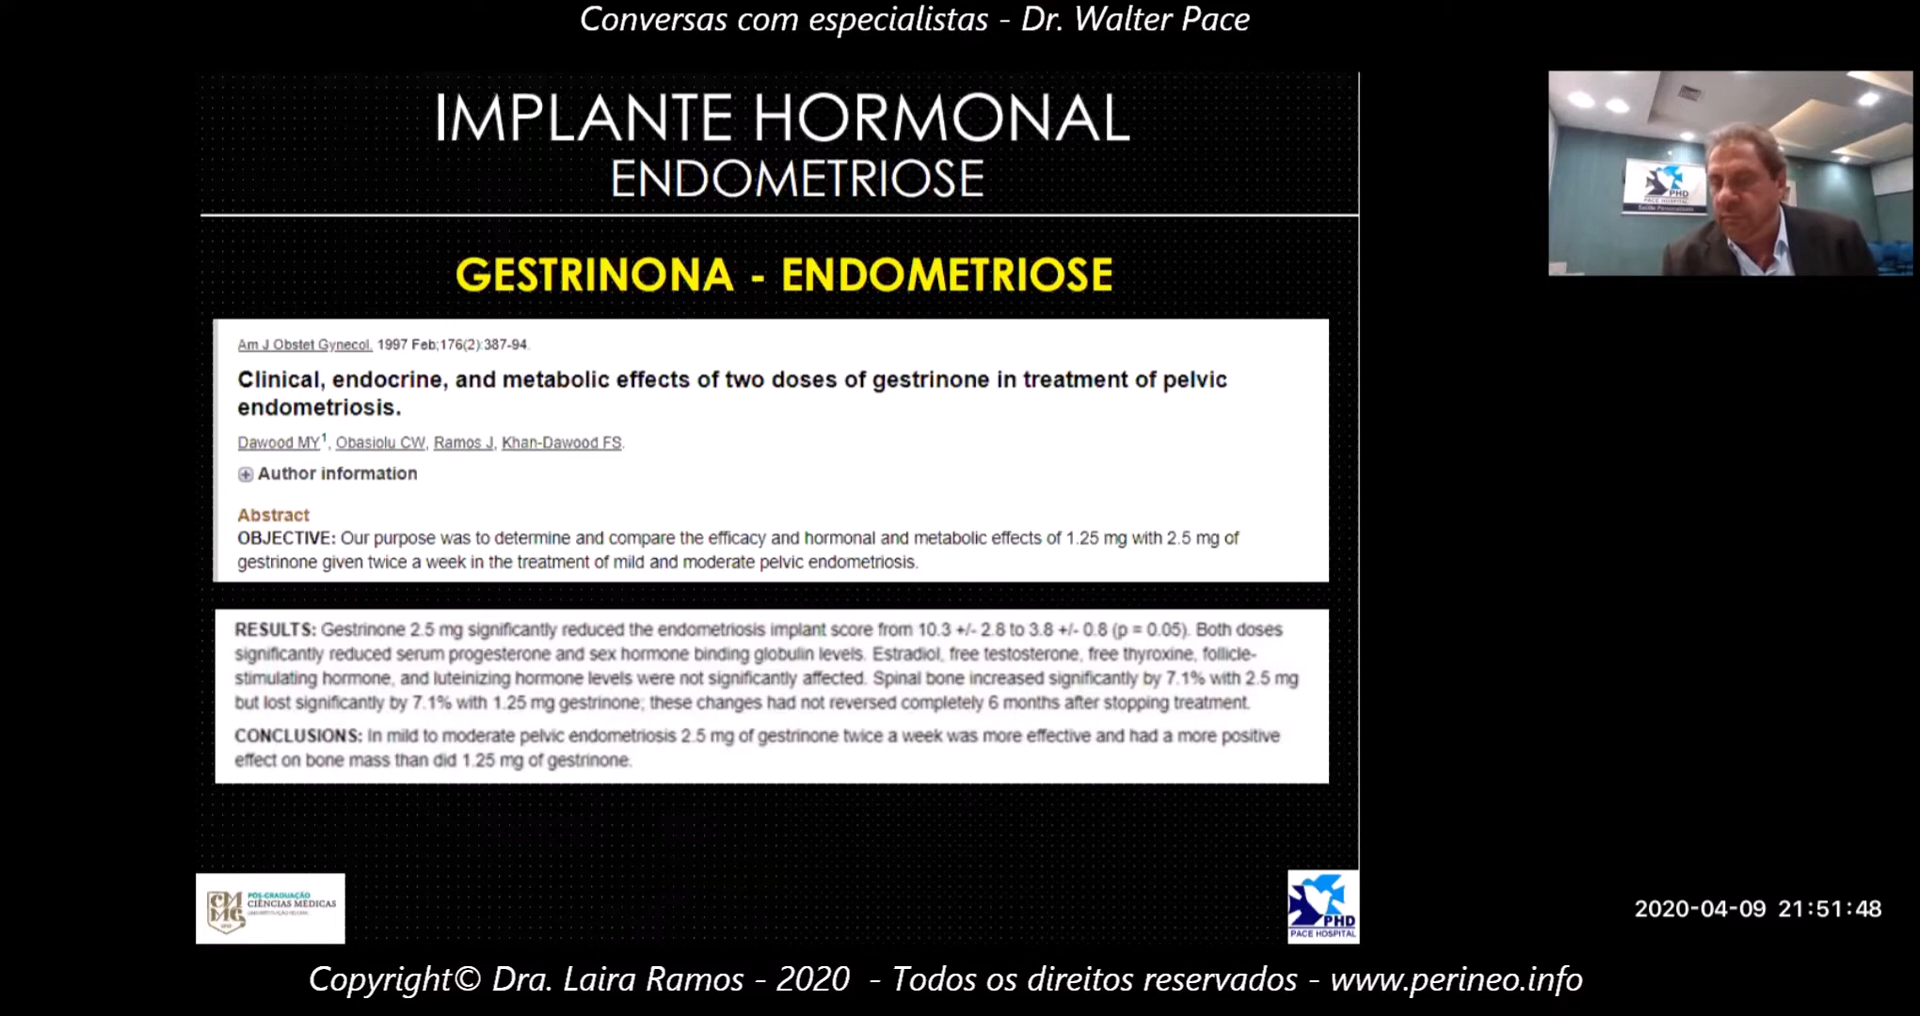 Conversas com especialistas - Dr. Walter Pace
IMPLANTE HORMONAL
ENDOMETRIOSE
GESTRINONA - ENDOMETRIOSE
Am J Obstet Gynecol. 1997 Feb;176(2):387-94.
Clinical, endocrine, and metabolic effects of two doses of gestrinone in treatment of pelvic
endometriosis.
Dawood MY1, Obasiolu CW, Ramos J, Khan-Dawood FS.
Author information
Abstract
OBJECTIVE: Our purpose was to determine and compare the efficacy and hormonal and metabolic effects of 1.25 mg with 2.5 mg of
gestrinone given twice a week in the treatment of mild and moderate pelvic endometriosis.
RESULTS: Gestrinone 2.5 mg significantly reduced the endometriosis implant score from 10.3 +/- 2.8 to 3.8 +/- 0.8 (p = 0.05). Both doses
significantly reduced serum progesterone and sex hormone binding globulin levels. Estradiol, free testosterone, free thyroxine, follicle-
stimulating hormone, and luteinizing hormone levels were not significantly affected. Spinal bone increased significantly by 7.1% with 2.5 mg
but lost significantly by 7.1% with 1.25 mg gestrinone; these changes had not reversed completely 6 months after stopping treatment.
CONCLUSIONS: In mild to moderate pelvic endometriosis 2.5 mg of gestrinone twice a week was more effective and had a more positive
effect on bone mass than did 1.25 mg of gestrinone.
PHD
PACE HOSPITAL
CMMG
PÓS-GRADUAÇÃO
CIÊNCIAS MÉDICAS
PHD
PACE HOSPITAL
2020-04-09 21:51:48
Copyright© Dra. Laira Ramos - 2020 - Todos os direitos reservados - www.perineo.info